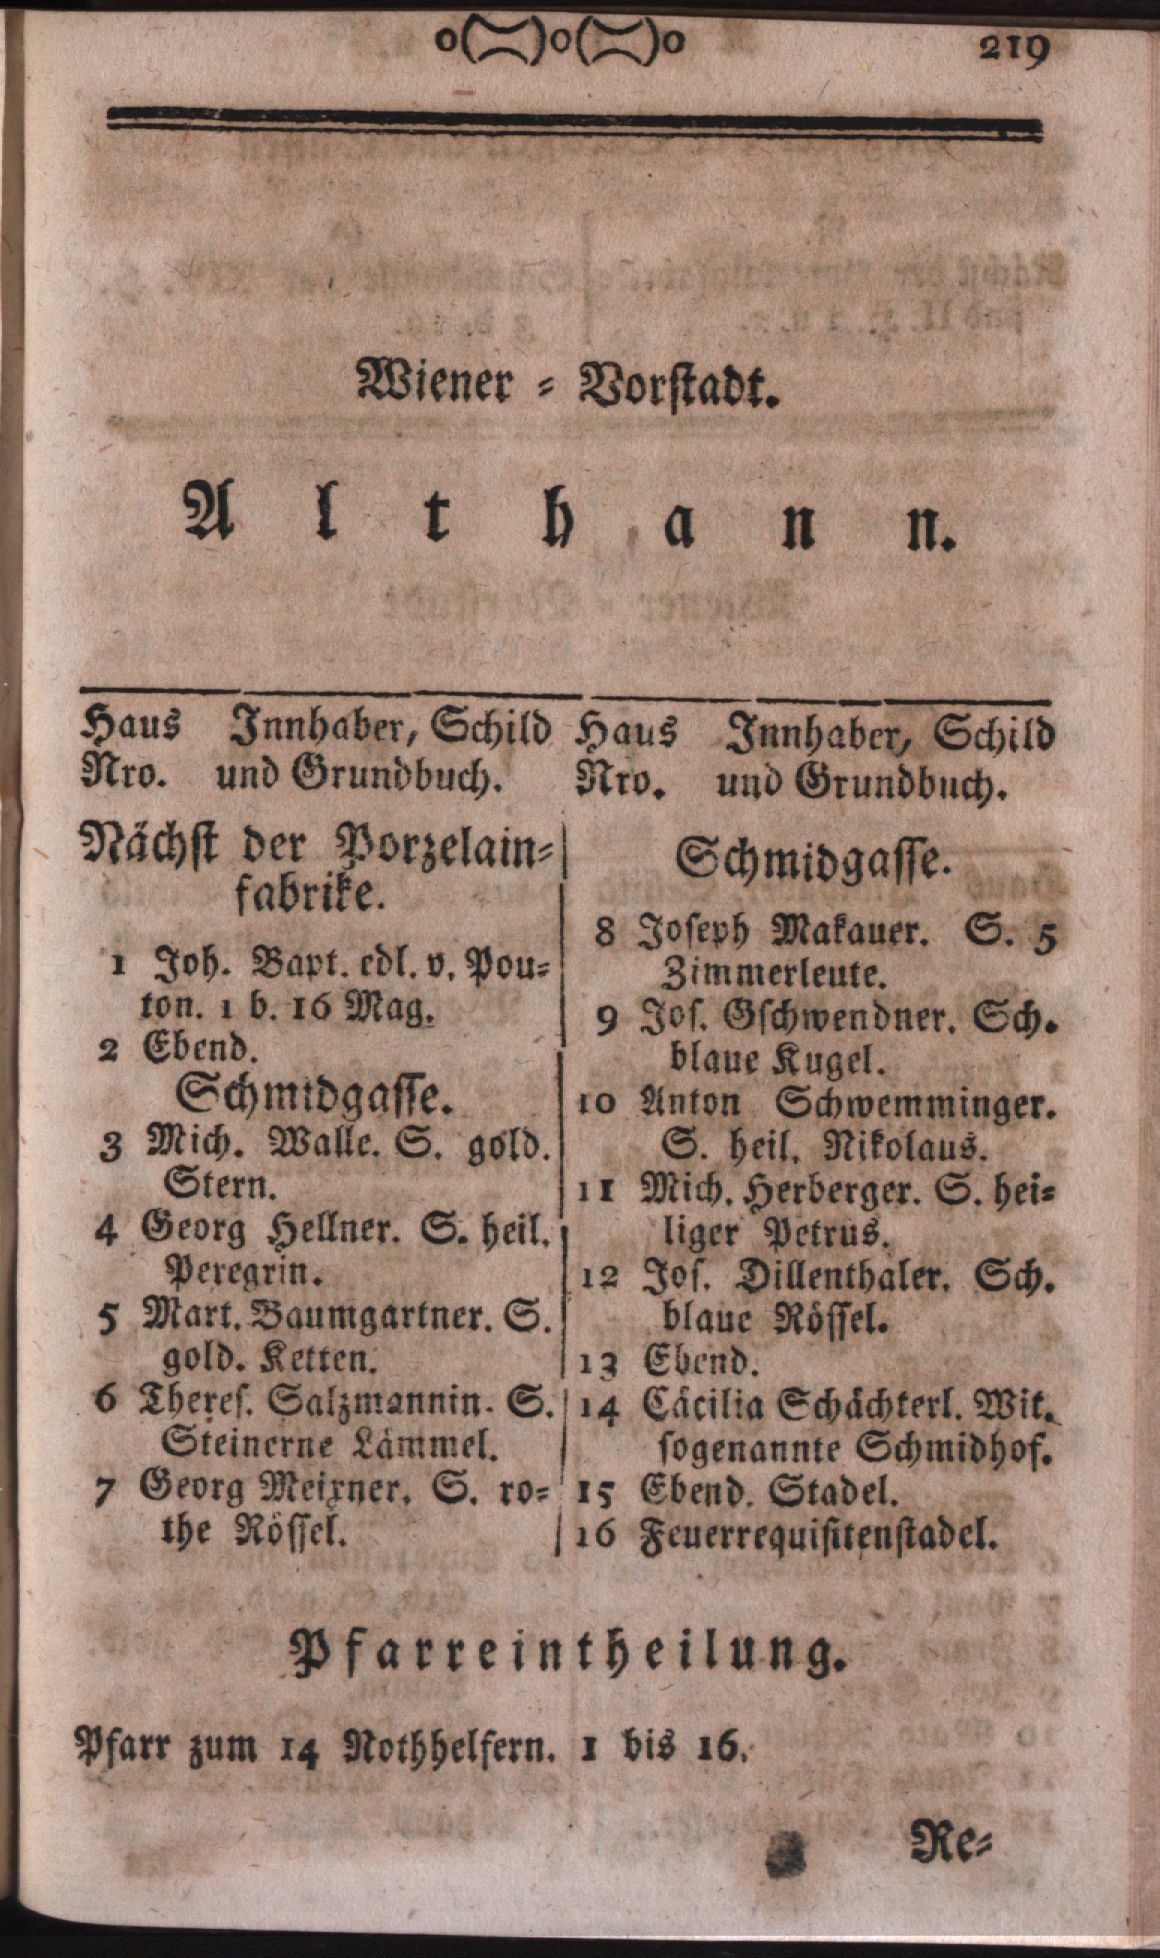 219
Wiener = Vorstadt.
Althann.
Haus Innhaber, Schild
Nro. und Grundbuch.
Nächst der Porzelain=
fabrike.
1 Joh. Bapt. edl. v. Pou=
ton. 1 b. 16 Mag.
2 Ebend.
Schmidgasse.
3 Mich. Walle. S. gold.
Stern.
4 Georg Hellner. S. heil.
Peregrin.
5 Mart. Baumgartner. S.
gold. Ketten.
6 Theres. Salzmannin. S.
Steinerne Lämmel.
7 Georg Meixner. S. ro=
the Rössel.
Haus Innhaber, Schild
Nro. und Grundbuch.
Schmidgasse.
8 Joseph Makauer. S. 5
Zimmerleute.
9 Jos. Gschwendner. Sch.
blaue Kugel.
10 Anton Schwemminger.
S. heil. Nikolaus.
11 Mich. Herberger. S. hei=
liger Petrus.
12 Jos. Dillenthaler. Sch.
blaue Rössel.
13 Ebend.
14 Cäcilia Schächterl. Wit.
sogenannte Schmidhof.
15 Ebend. Stadel.
16 Feuerrequisitenstadel.
Pfarreintheilung.
Pfarr zum 14 Nothhelfern. 1 bis 16.
Re=